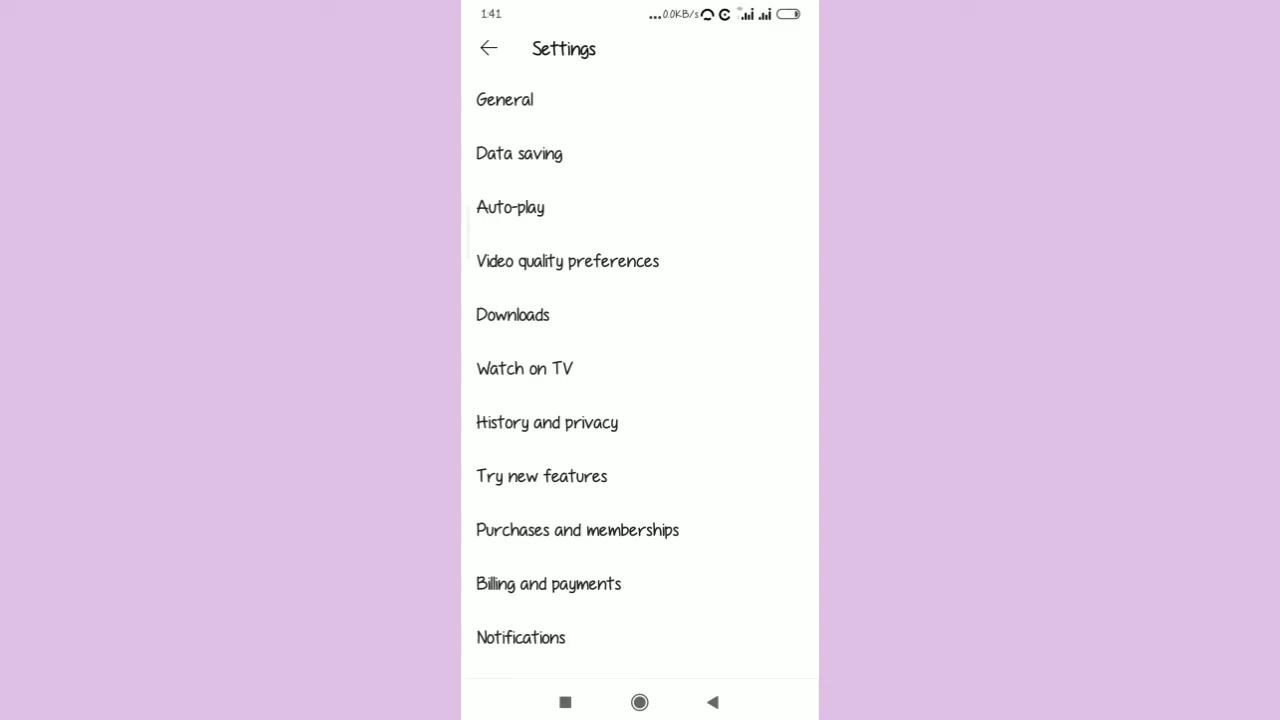 1:41 ...0.0KB/s
Settings
General
Data saving
Auto-play
Video quality preferences
Downloads
Watch on TV
History and privacy
Try new features
Purchases and memberships
Billing and payments
Notifications